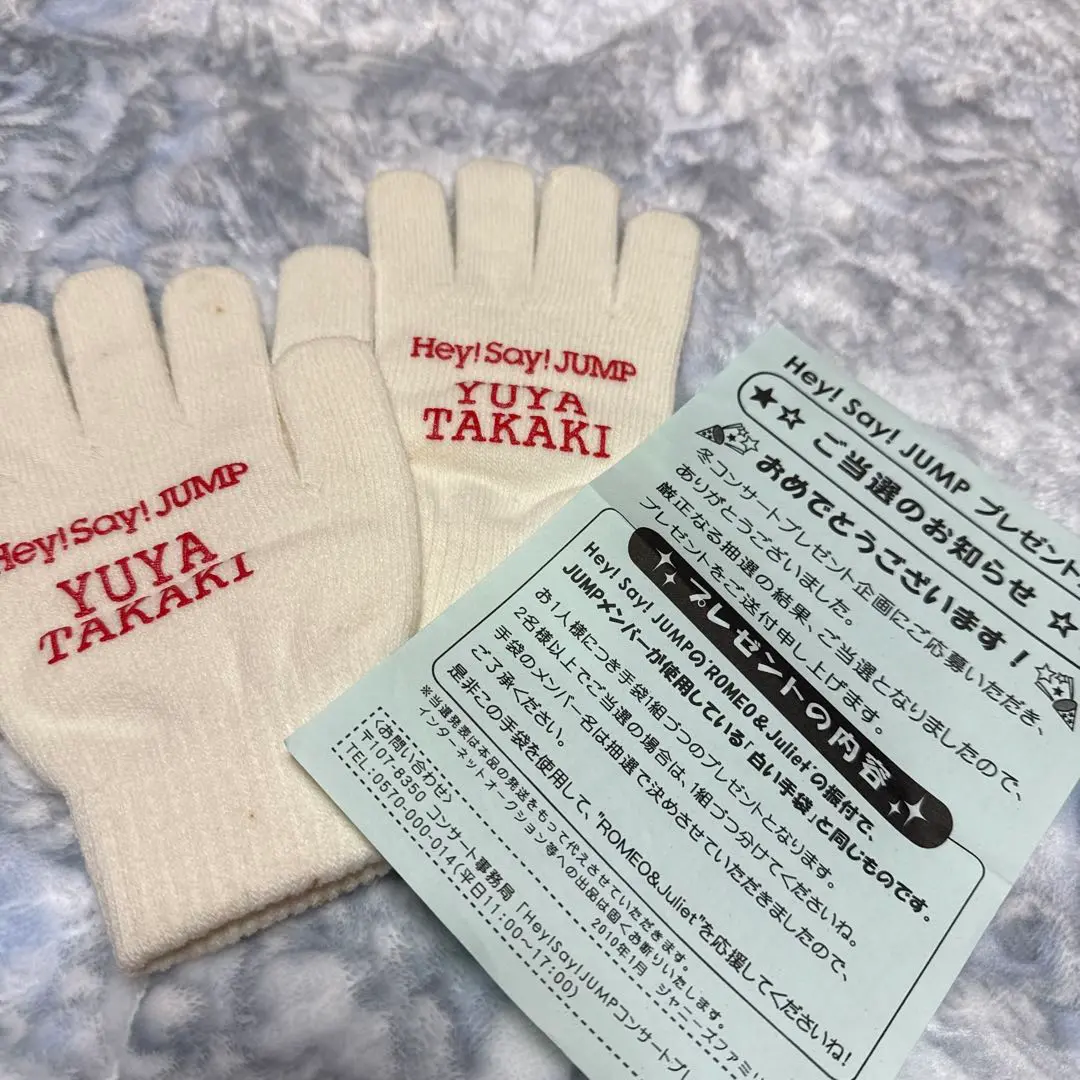 Hey! Say! JUMP
YUYA
TAKAKI
Hey! Say! JUMP
YUYA
TAKAKI
Hey! Say! JUMP プレゼント
★☆ ご当選のお知らせ ☆
おめでとうございます！
冬コンサートプレゼント企画にご応募いただき、
ありがとうございました。
厳正なる抽選の結果、ご当選となりましたので、
プレゼントをご送付申し上げます。
プレゼントの内容
Hey! Say! JUMPの"ROMEO&Juliet"の振付で、
JUMPメンバーが使用している「白い手袋」と同じものです。
お1人様につき手袋1組づつのプレゼントとなります。
2名様以上でご当選の場合は、1組づつ分けてくださいね。
手袋のメンバー名は抽選で決めさせていただきましたので、
ご了承ください。
是非この手袋を使用して、"ROMEO&Juliet"を応援してくださいね！
※当選発表は本品の発送をもって代えさせていただきます。
インターネットオークション等への出品は固くお断りいたします。
2010年1月 ジャニーズファミ
〈お問い合わせ〉
〒107-8350 コンサート事務局「Hey!Say!JUMPコンサートプレ
TEL:0570-000-014(平日11:00~17:00)